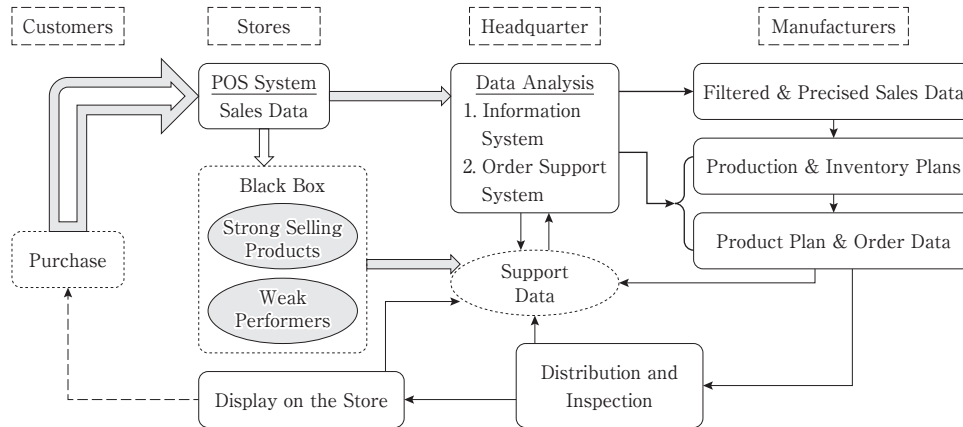 Customers
Stores
Headquarter
Manufacturers
POS System
Sales Data
Data Analysis
1. Information
System
2. Order Support
System
Filtered & Precised Sales Data
Production & Inventory Plans
Product Plan & Order Data
Black Box
Strong Selling
Products
Weak
Performers
Purchase
Support
Data
Distribution and
Inspection
Display on the Store